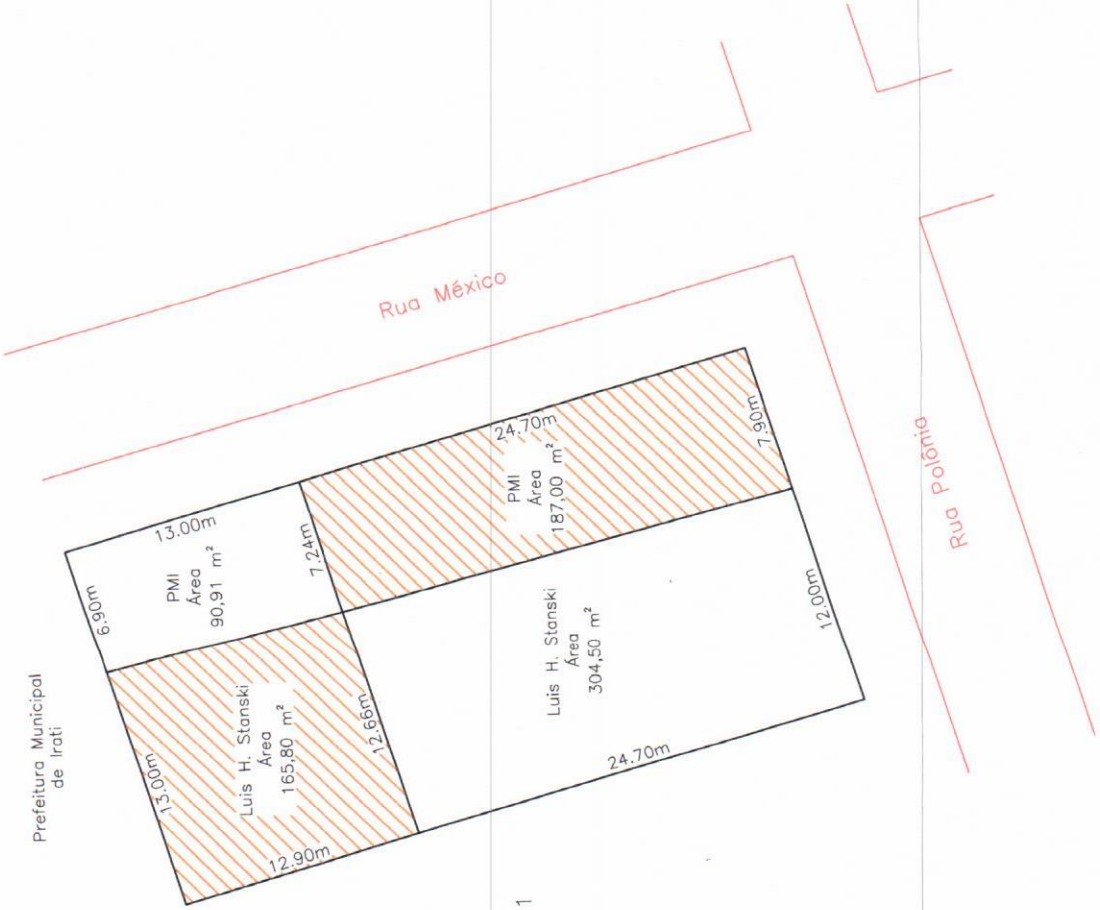 Prefeitura Municipal
de Irati
6.90m
13.00m
PMI
Área
90,91 m²
7.24m
13.00m
Luis H. Stanski
Área
165,80 m²
12.66m
12.90m
24.70m
PMI
Área
187,00 m²
7.90m
Luis H. Stanski
Área
304,50 m²
24.70m
12.00m
Rua México
Rua Polônia
1